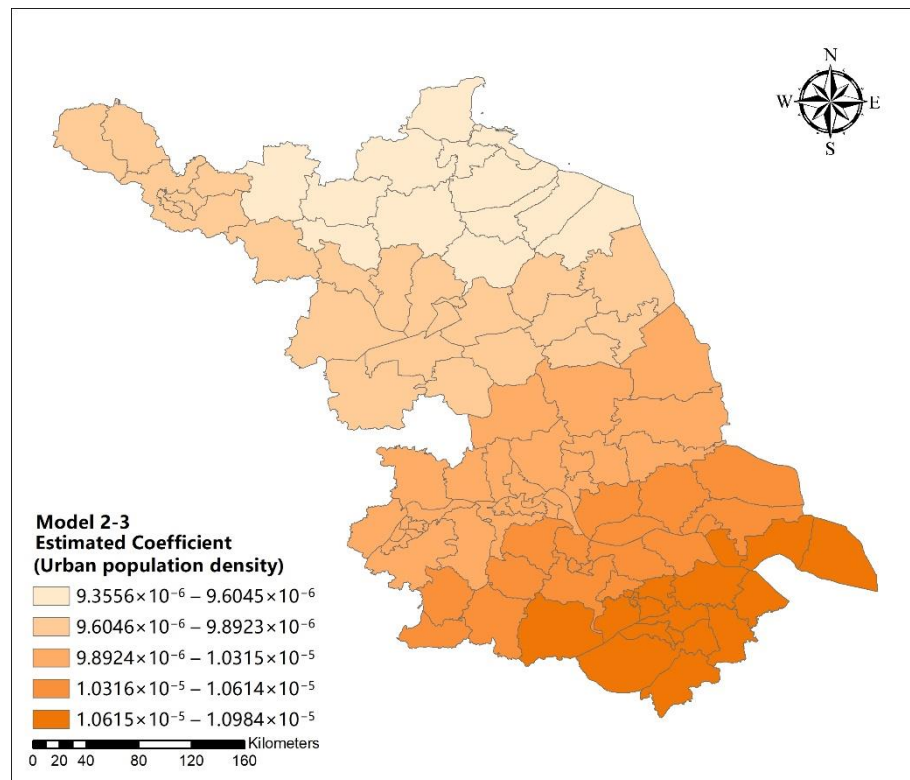 N
W E
S
Model 2-3
Estimated Coefficient
(Urban population density)
9.3556×10⁻⁶ – 9.6045×10⁻⁶
9.6046×10⁻⁶ – 9.8923×10⁻⁶
9.8924×10⁻⁶ – 1.0315×10⁻⁵
1.0316×10⁻⁵ – 1.0614×10⁻⁵
1.0615×10⁻⁵ – 1.0984×10⁻⁵
Kilometers
0 20 40 80 120 160